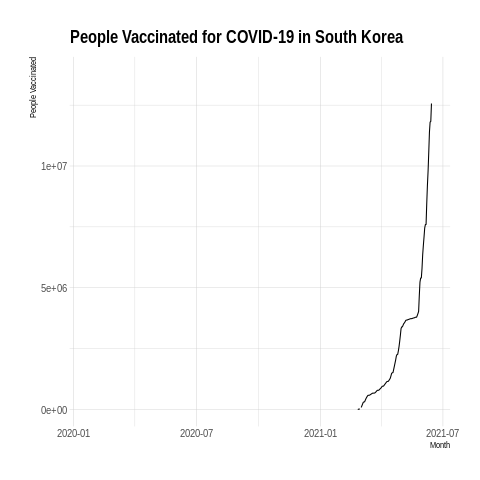 People Vaccinated for COVID-19 in South Korea
People Vaccinated
1e+07
5e+06
0e+00
2020-01 2020-07 2021-01 2021-07
Month